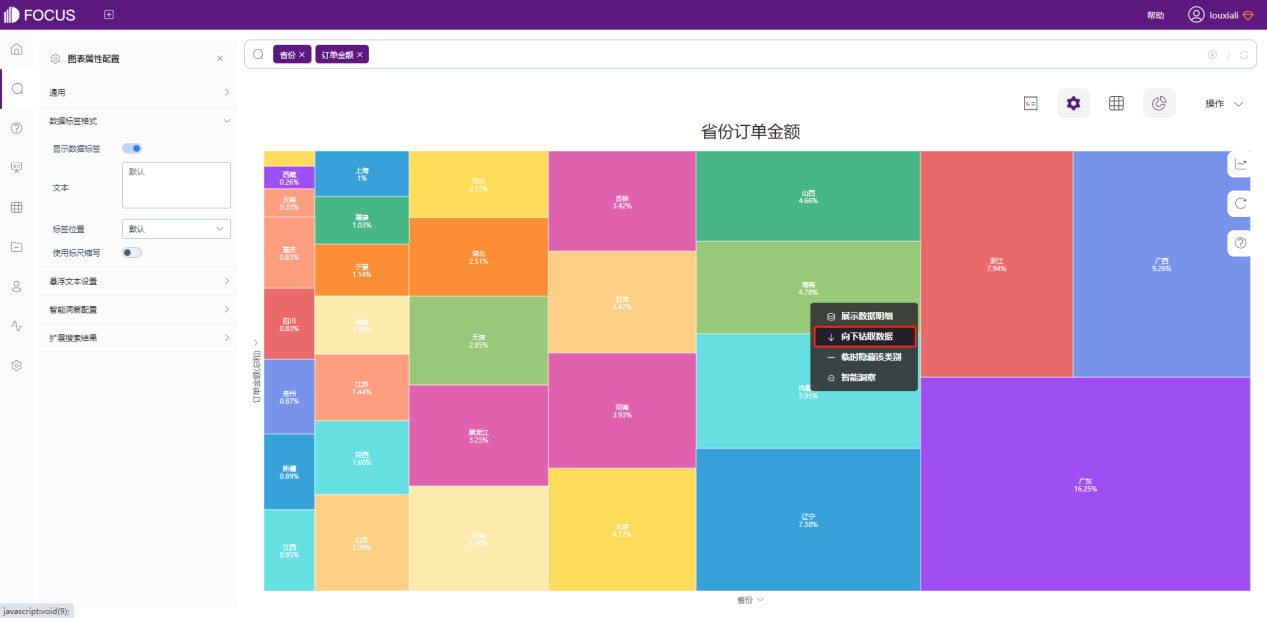 FOCUS
帮助
louxiali
图表属性配置
省份 ×
订单金额 ×
通用
数据标签格式
显示数据标签
文本
默认
标签位置
默认
使用标尺缩写
悬浮文本设置
智能洞察配置
扩展搜索结果
操作
省份订单金额
订单金额(总和)
西藏
0.26%
云南
0.53%
重庆
0.83%
四川
0.83%
贵州
0.87%
新疆
0.89%
江西
0.95%
上海
1%
福建
1.03%
宁夏
1.14%
1.26%
江苏
1.44%
陕西
1.60%
山东
2.09%
河北
2.13%
湖北
2.51%
天津
2.85%
黑龙江
3.23%
吉林
3.42%
甘肃
3.47%
河南
3.93%
北京
4.17%
山西
4.66%
海南
4.78%
5.95%
辽宁
7.38%
浙江
7.94%
广西
9.26%
广东
16.25%
展示数据明细
向下钻取数据
临时隐藏该类别
智能洞察
省份
javascript:void(9);